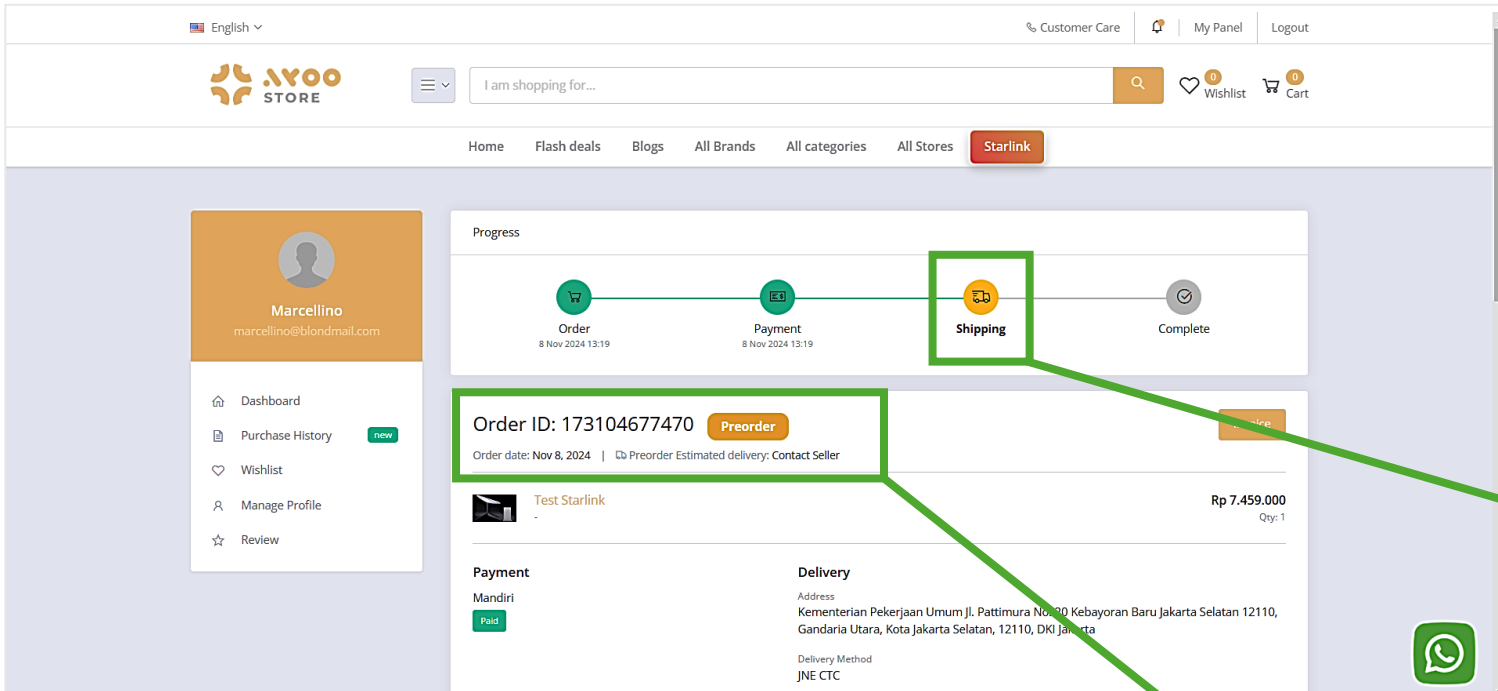 English
Customer Care
My Panel
Logout
AYOO
STORE
I am shopping for...
0
Wishlist
0
Cart
Home
Flash deals
Blogs
All Brands
All categories
All Stores
Starlink
Marcellino
marcellino@blondmail.com
Dashboard
Purchase History
new
Wishlist
Manage Profile
Review
Progress
Order
8 Nov 2024 13:19
Payment
8 Nov 2024 13:19
Shipping
Complete
Order ID: 173104677470
Preorder
Invoice
Order date: Nov 8, 2024 | Preorder Estimated delivery: Contact Seller
Test Starlink
-
Rp 7.459.000
Qty: 1
Payment
Mandiri
Paid
Delivery
Address
Kementerian Pekerjaan Umum Jl. Pattimura No. 20 Kebayoran Baru Jakarta Selatan 12110,
Gandaria Utara, Kota Jakarta Selatan, 12110, DKI Jakarta
Delivery Method
JNE CTC